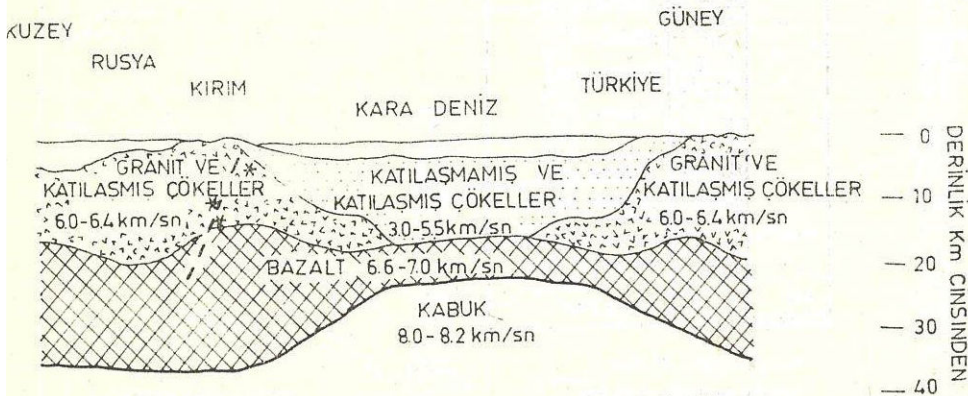 KUZEY
GÜNEY
RUSYA
KIRIM
TÜRKİYE
KARA DENİZ
GRANİT VE
KATILAŞMIŞ ÇÖKELLER
6.0-6.4 km/sn
KATILAŞMAMIŞ VE
KATILAŞMIŞ ÇÖKELLER
3.0-5.5 km/sn
GRANİT VE
KATILAŞMIŞ ÇÖKELLER
6.0-6.4 km/sn
BAZALT 6.6-7.0 km/sn
KABUK
8.0-8.2 km/sn
0
10
20
30
40
DERİNLİK Km CİNSİNDEN